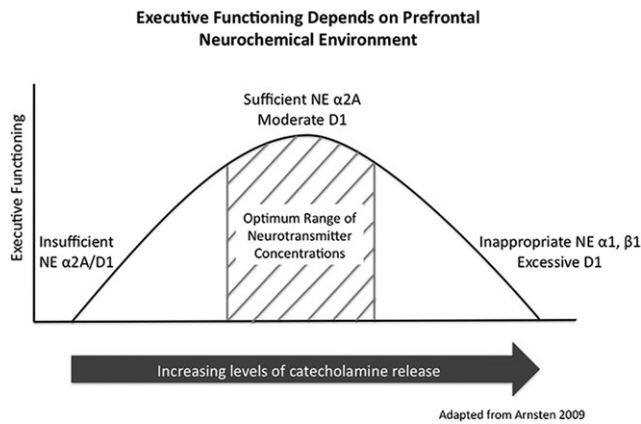 Executive Functioning Depends on Prefrontal
Neurochemical Environment
Sufficient NE α2A
Moderate D1
Executive Functioning
Optimum Range of
Neurotransmitter
Concentrations
Insufficient
NE α2A/D1
Inappropriate NE α1, β1
Excessive D1
Increasing levels of catecholamine release
Adapted from Arnsten 2009